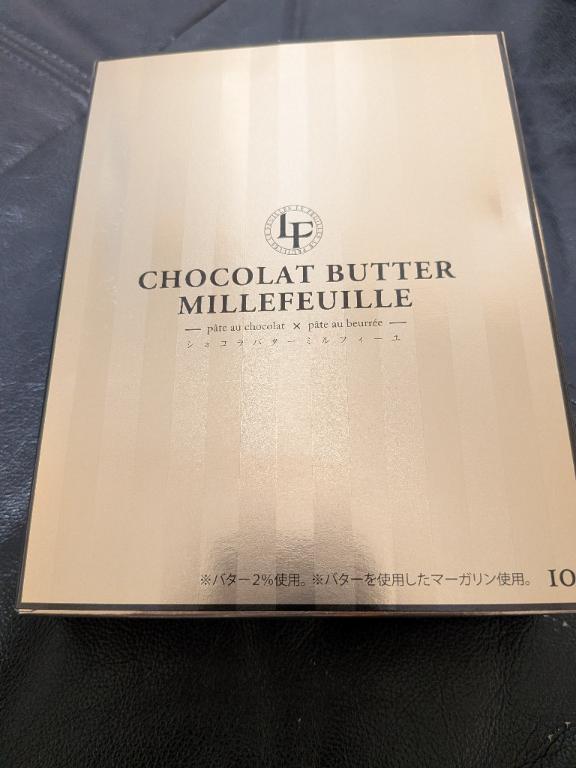 LF
CHOCOLAT BUTTER
MILLEFEUILLE
pâte au chocolat × pâte au beurrée
ショコラバターミルフィーユ
※バター2%使用。※バターを使用したマーガリン使用。 10